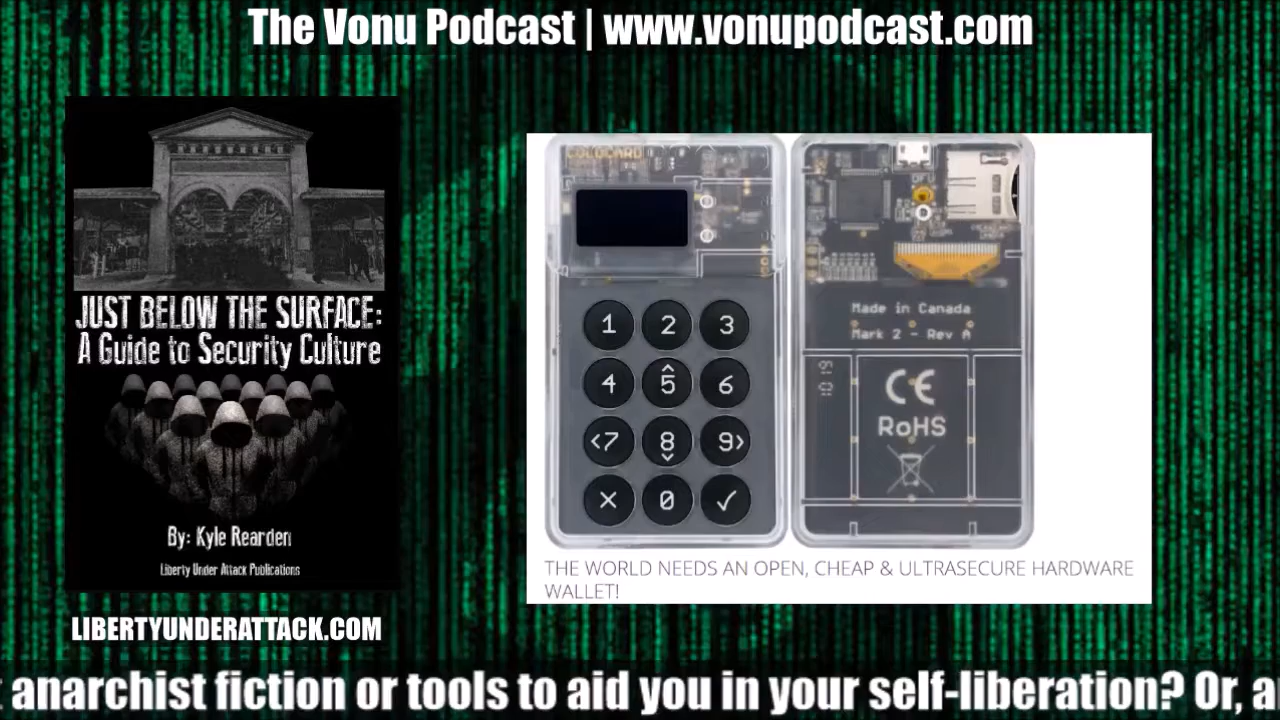 The Vonu Podcast | www.vonupodcast.com
JUST BELOW THE SURFACE:
A Guide to Security Culture
By: Kyle Rearden
Liberty Under Attack Publications
LIBERTYUNDERATTACK.COM
COLDCARD
1 2 3
4 5 6
<7 8 9>
X 0 ✓
DFU
Made in Canada
Mark 2 - Rev A
CE
RoHS
THE WORLD NEEDS AN OPEN, CHEAP & ULTRASECURE HARDWARE
WALLET!
anarchist fiction or tools to aid you in your self-liberation? Or,